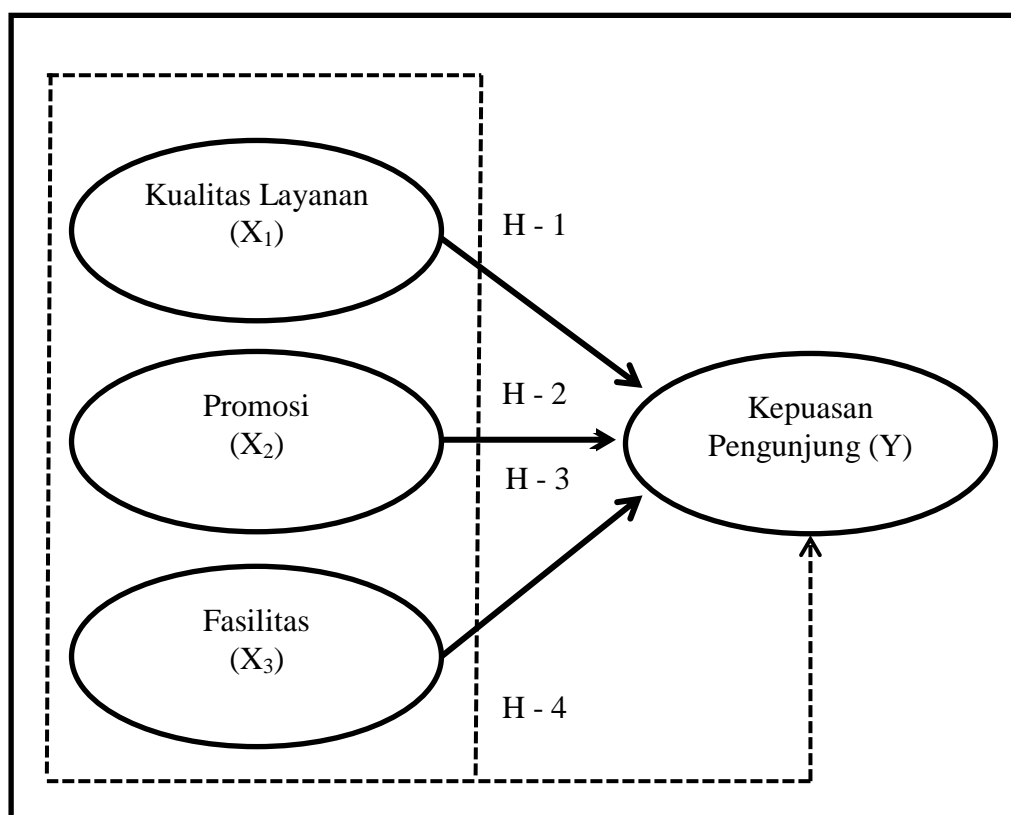 Kualitas Layanan
(X₁)
H - 1
Promosi
(X₂)
H - 2
Kepuasan
Pengunjung (Y)
H - 3
Fasilitas
(X₃)
H - 4